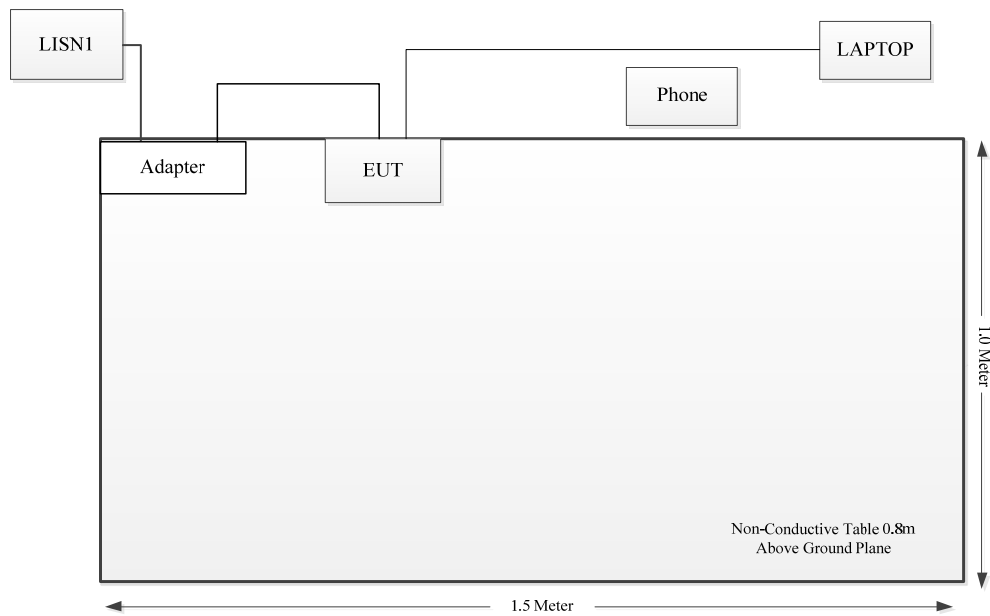 LISN1
LAPTOP
Phone
Adapter
EUT
1.0 Meter
Non-Conductive Table 0.8m
Above Ground Plane
1.5 Meter